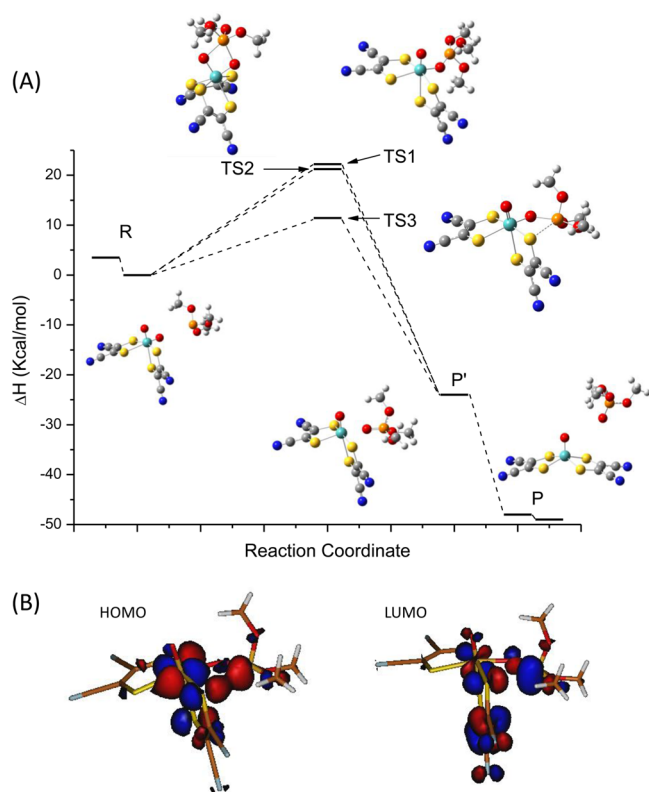 (A)
20
TS2
TS1
10
TS3
R
0
-10
-20
P'
-30
-40
P
-50
ΔH (Kcal/mol)
Reaction Coordinate
(B)
HOMO
LUMO